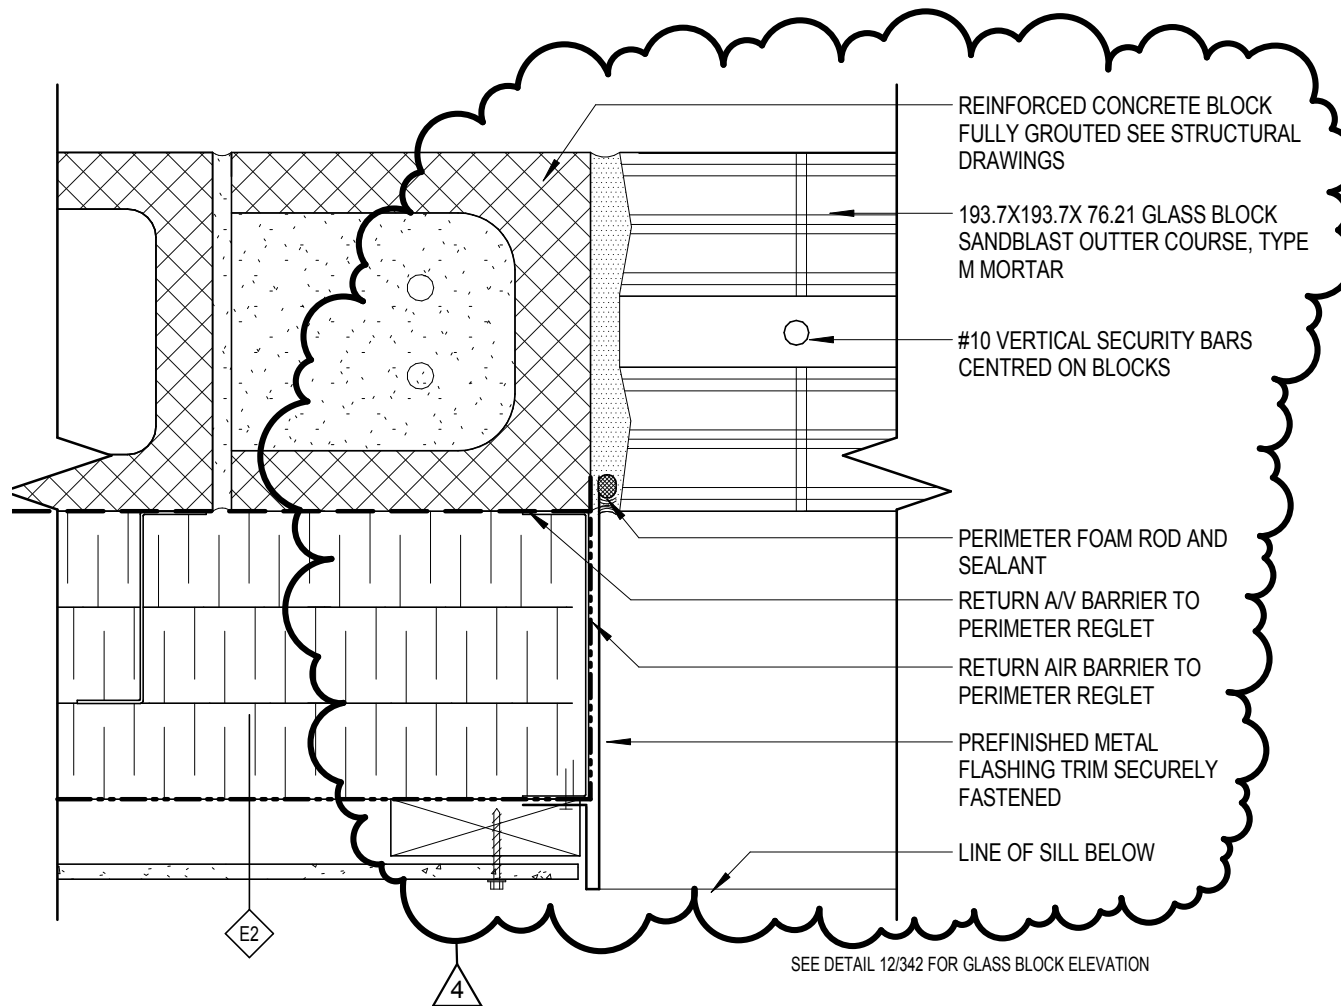 REINFORCED CONCRETE BLOCK
FULLY GROUTED SEE STRUCTURAL
DRAWINGS
193.7X193.7X 76.21 GLASS BLOCK
SANDBLAST OUTTER COURSE, TYPE
M MORTAR
#10 VERTICAL SECURITY BARS
CENTRED ON BLOCKS
PERIMETER FOAM ROD AND
SEALANT
RETURN A/V BARRIER TO
PERIMETER REGLET
RETURN AIR BARRIER TO
PERIMETER REGLET
PREFINISHED METAL
FLASHING TRIM SECURELY
FASTENED
LINE OF SILL BELOW
E2
SEE DETAIL 12/342 FOR GLASS BLOCK ELEVATION
4